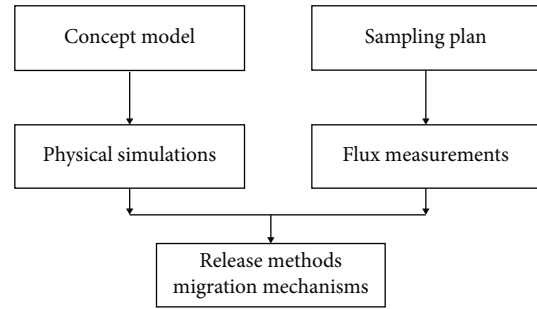 Concept model
Sampling plan
Physical simulations
Flux measurements
Release methods
migration mechanisms